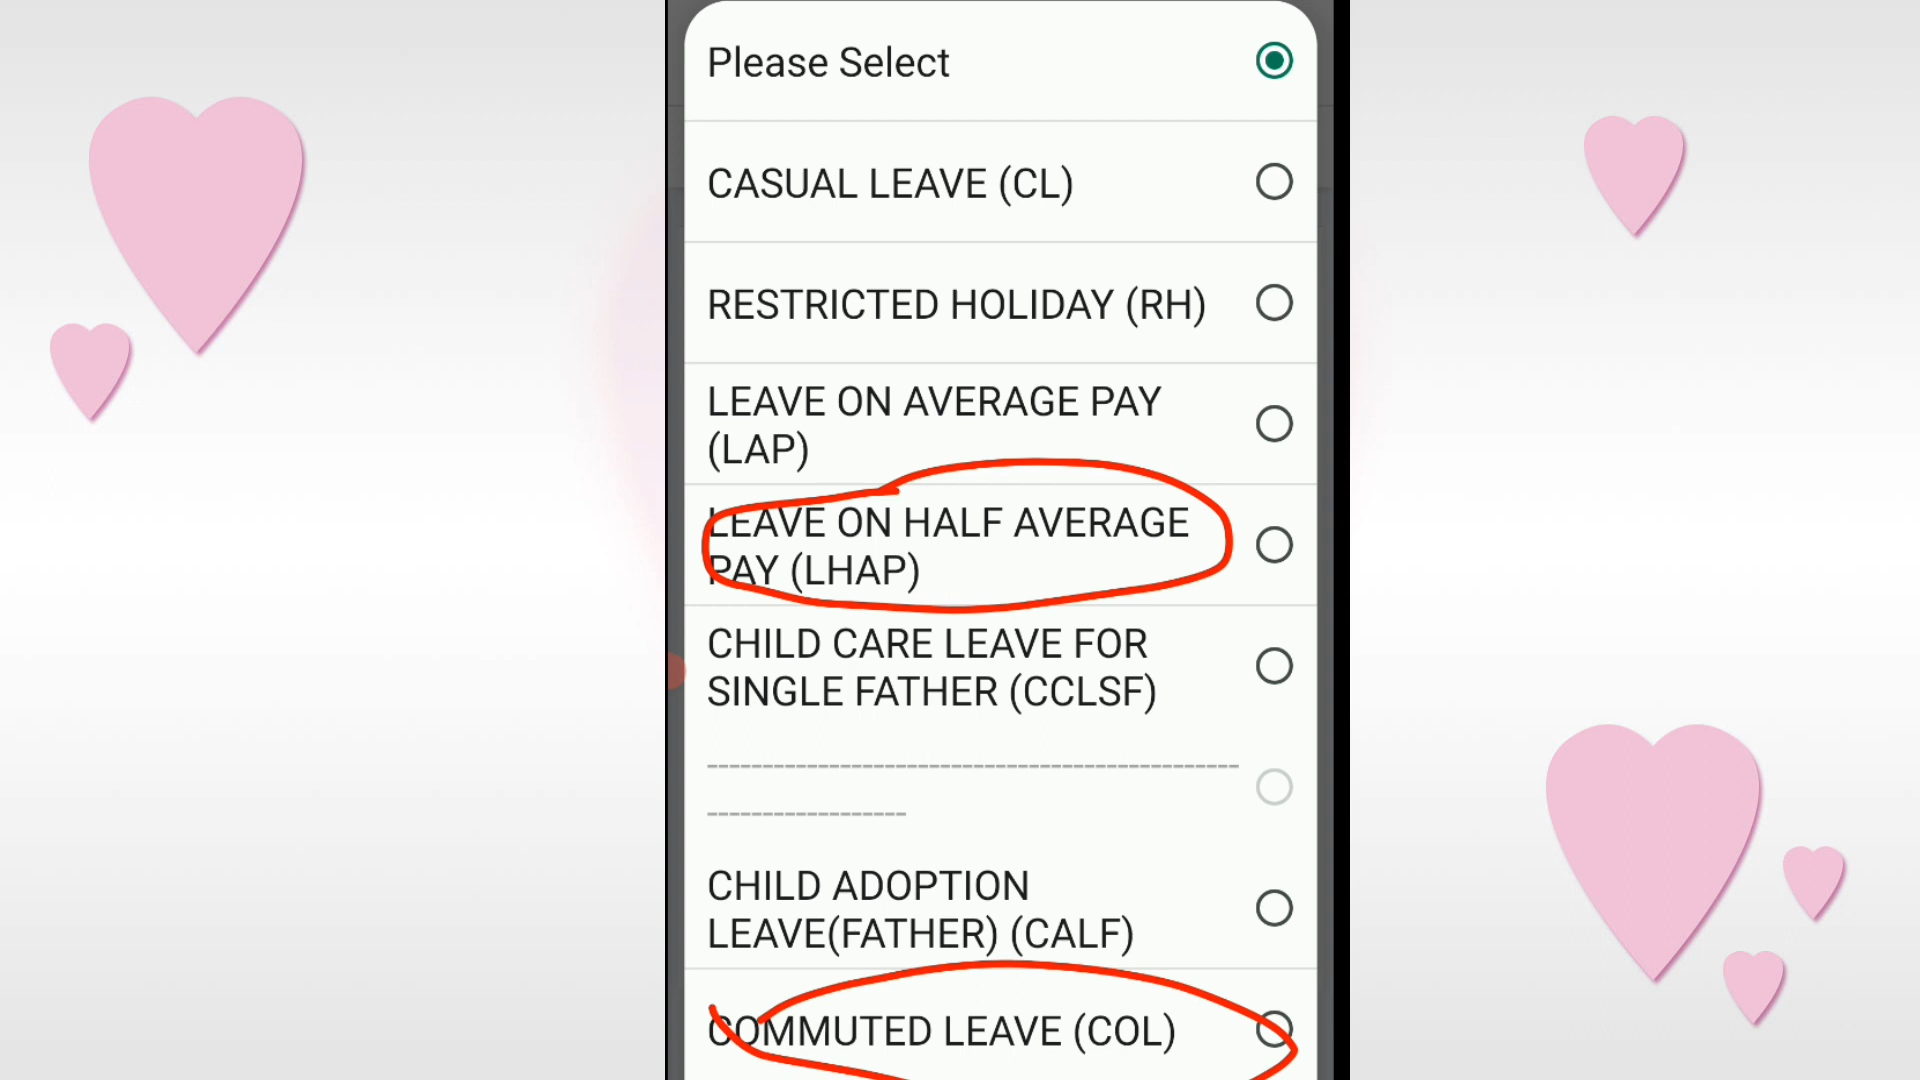 Please Select
CASUAL LEAVE (CL)
RESTRICTED HOLIDAY (RH)
LEAVE ON AVERAGE PAY
(LAP)
LEAVE ON HALF AVERAGE
PAY (LHAP)
CHILD CARE LEAVE FOR
SINGLE FATHER (CCLSF)
CHILD ADOPTION
LEAVE(FATHER) (CALF)
COMMUTED LEAVE (COL)